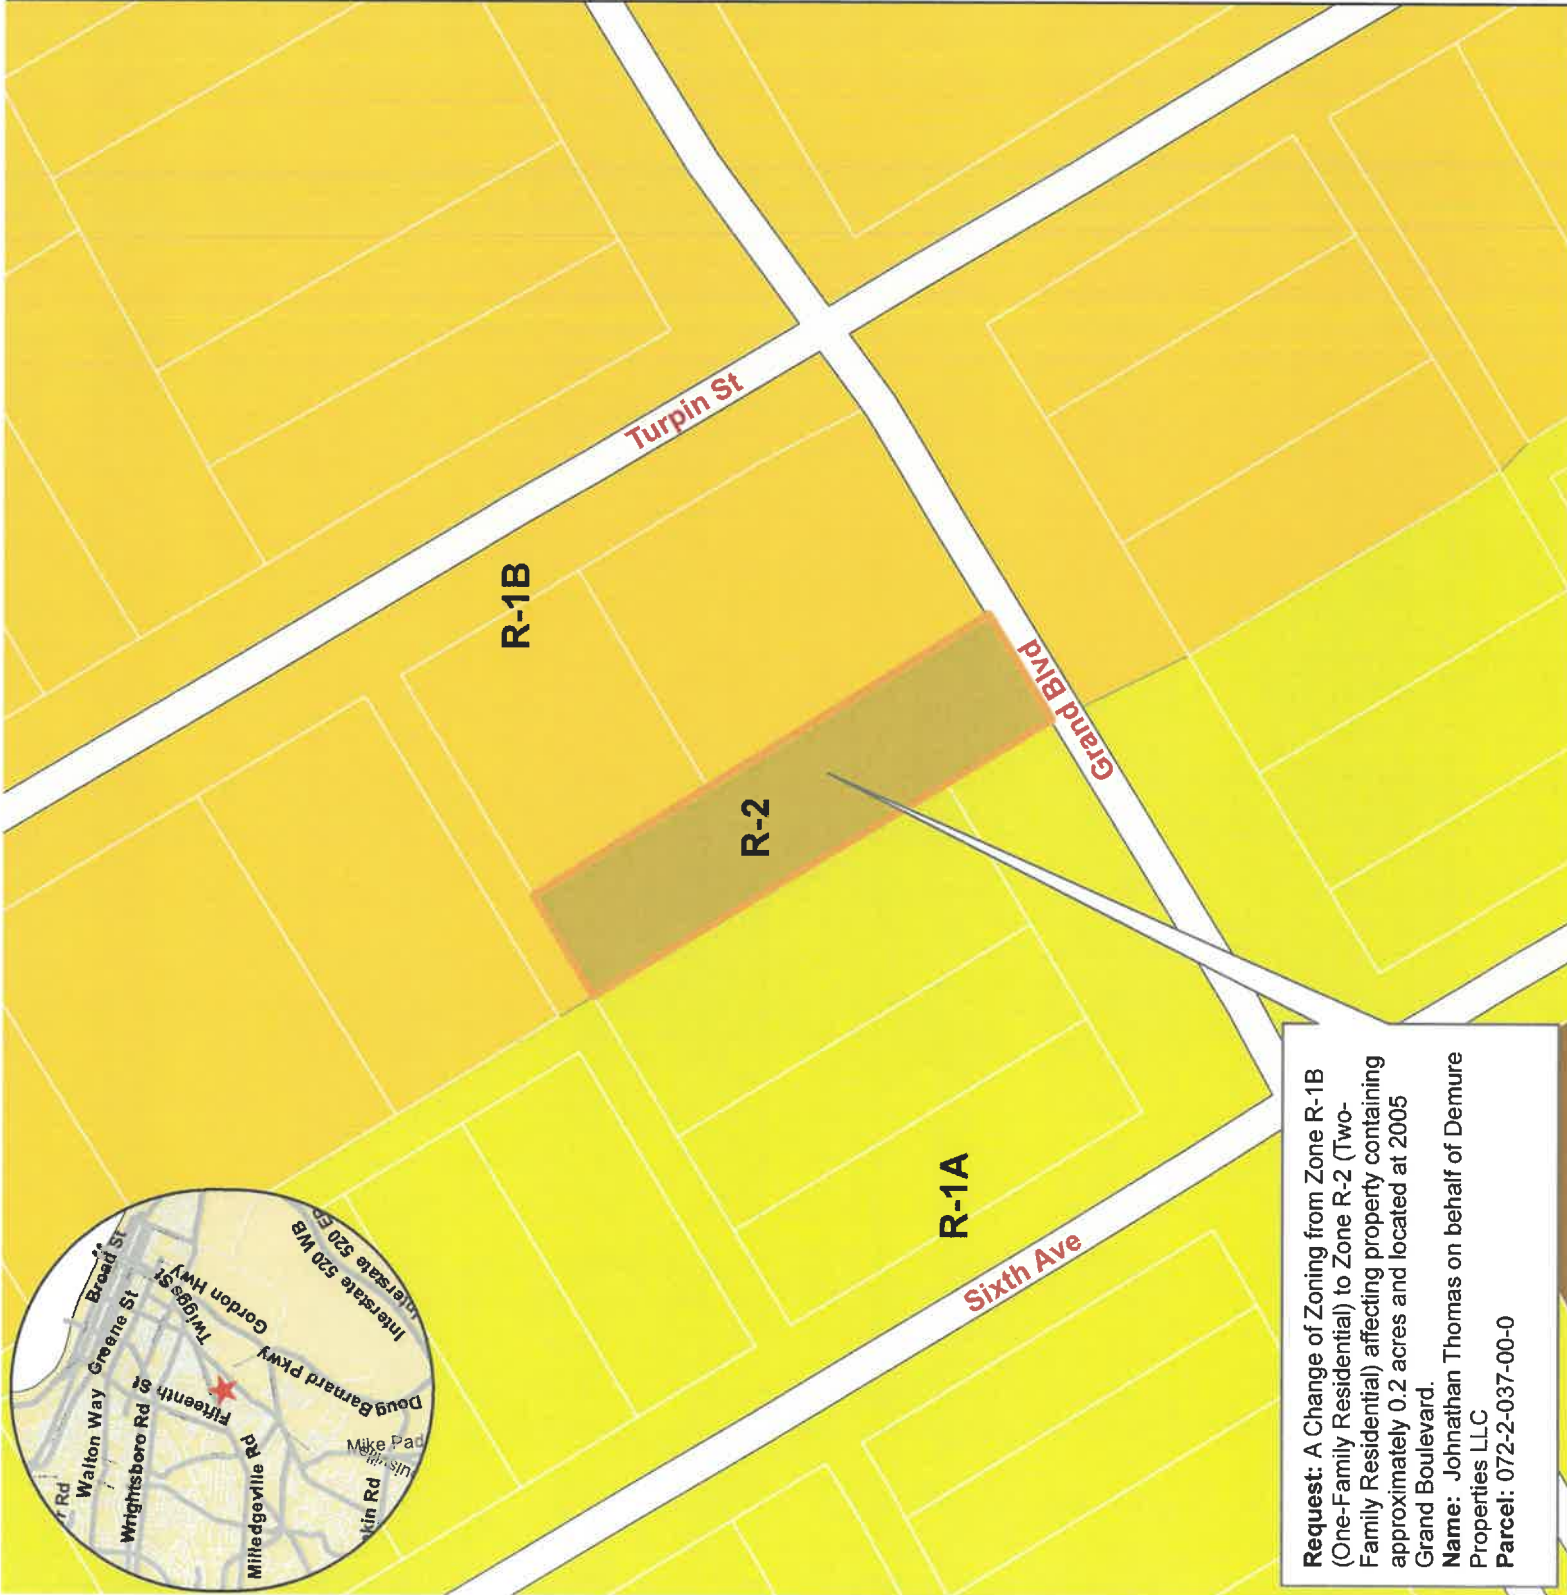 Broad St
Greene St
Walton Way
Wrightsboro Rd
Fifteenth St
Twiggs St
Gordon Hwy
Interstate 520 WB
Interstate 520 E
Doug Barnard Pkwy
Milledgeville Rd
Mike Pad
kin Rd
r Rd
R-1B
Turpin St
R-2
Grand Blvd
R-1A
Sixth Ave
Request: A Change of Zoning from Zone R-1B
(One-Family Residential) to Zone R-2 (Two-
Family Residential) affecting property containing
approximately 0.2 acres and located at 2005
Grand Boulevard.
Name: Johnathan Thomas on behalf of Demure
Properties LLC
Parcel: 072-2-037-00-0